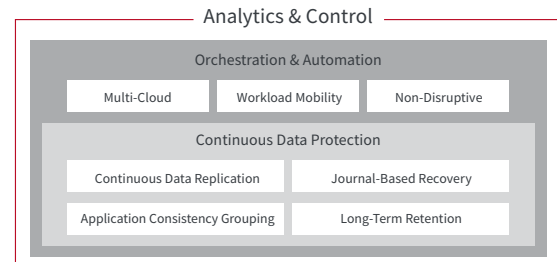 Analytics & Control
Orchestration & Automation
Multi-Cloud
Workload Mobility
Non-Disruptive
Continuous Data Protection
Continuous Data Replication
Journal-Based Recovery
Application Consistency Grouping
Long-Term Retention